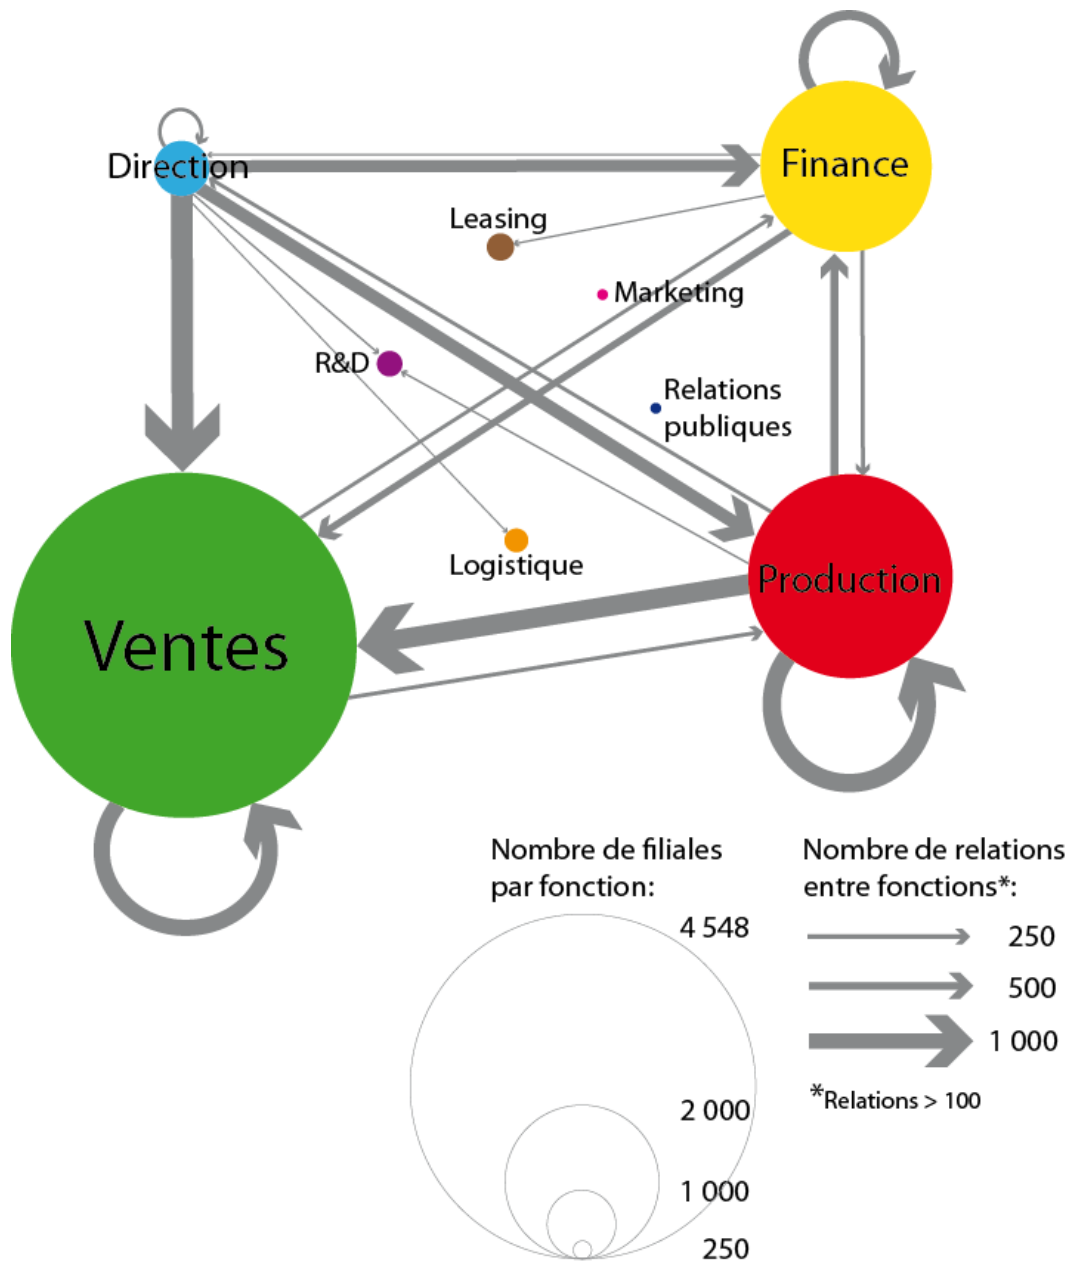 Direction
Finance
Leasing
Marketing
R&D
Relations
publiques
Logistique
Production
Ventes
Nombre de filiales
par fonction:
4 548
2 000
1 000
250
Nombre de relations
entre fonctions*:
250
500
1 000
*Relations > 100